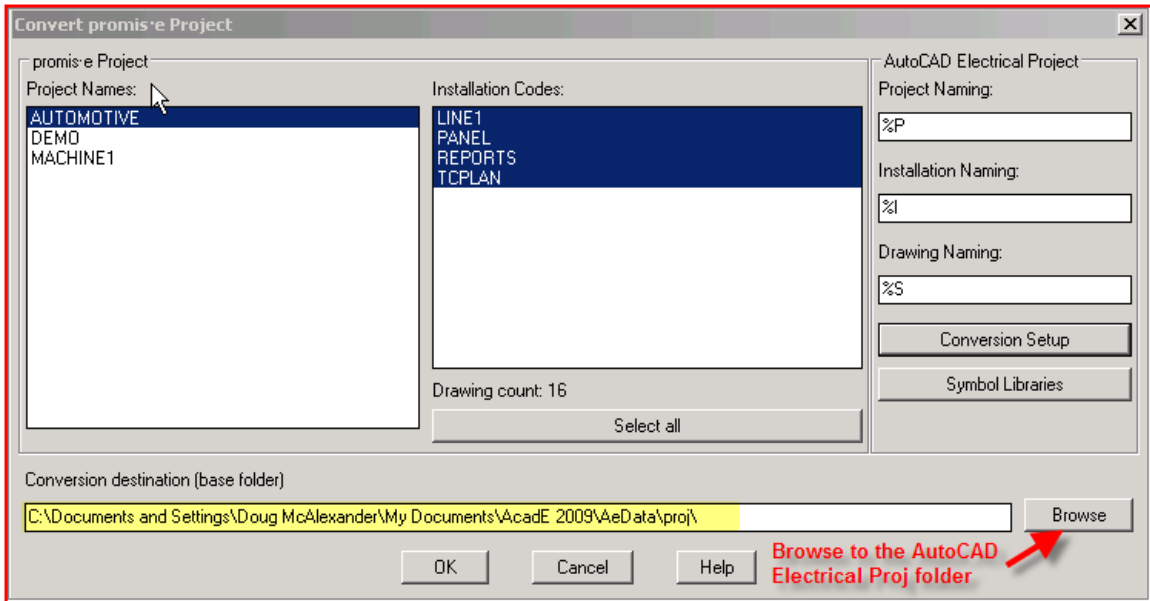 Convert promis·e Project
promis·e Project
Project Names:
AUTOMOTIVE
DEMO
MACHINE1
Installation Codes:
LINE1
PANEL
REPORTS
TCPLAN
Drawing count: 16
Select all
AutoCAD Electrical Project
Project Naming:
%P
Installation Naming:
%I
Drawing Naming:
%S
Conversion Setup
Symbol Libraries
Conversion destination (base folder)
C:\Documents and Settings\Doug McAlexander\My Documents\AcadE 2009\AeData\proj\
Browse
OK
Cancel
Help
Browse to the AutoCAD
Electrical Proj folder